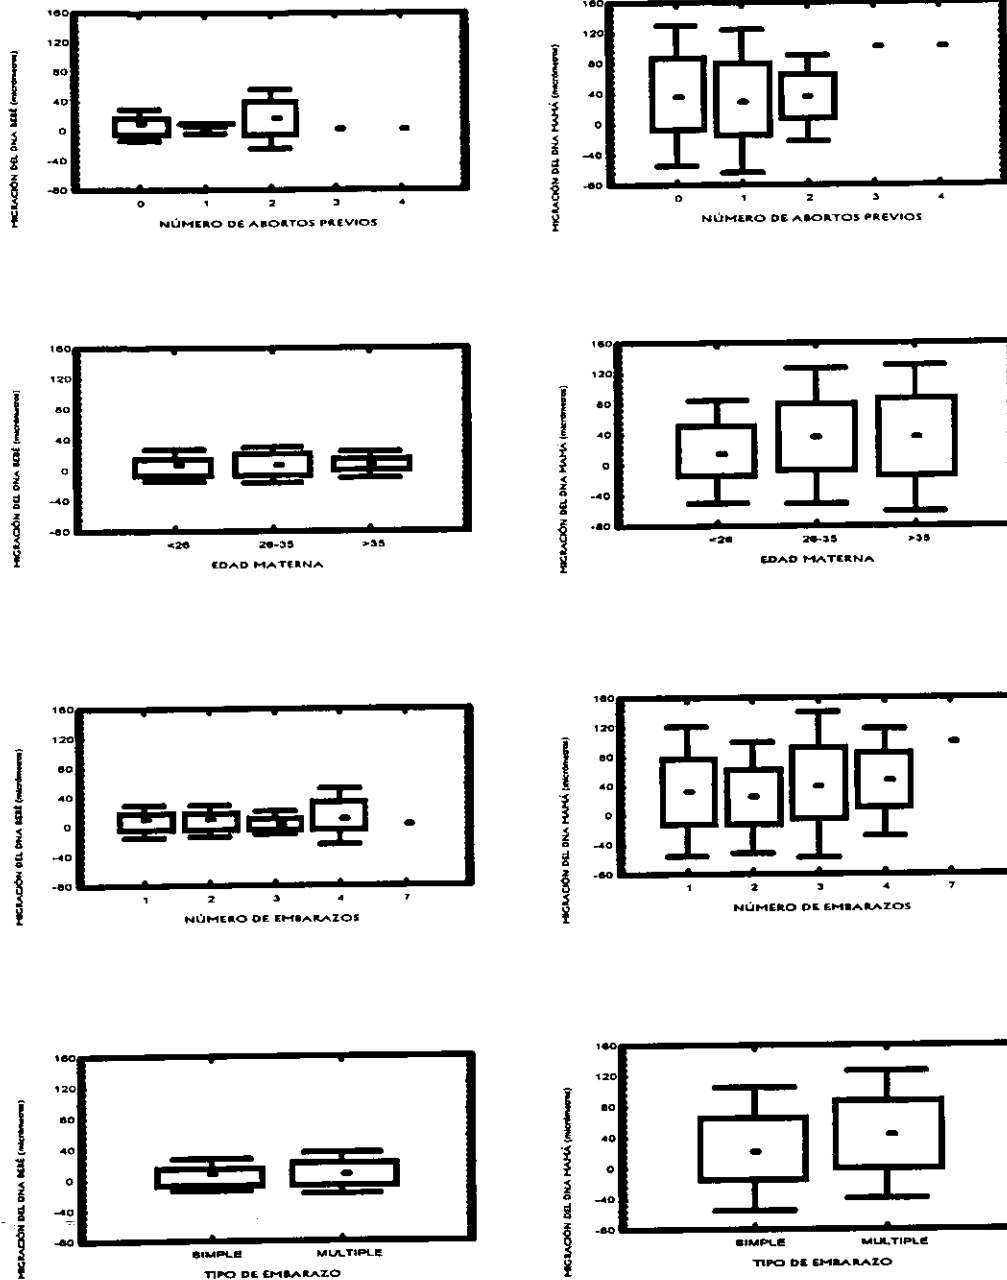 MIGRACIÓN DEL DNA BEBÉ (micrómetros)
160
120
80
40
0
-40
-80
0 1 2 3 4
NÚMERO DE ABORTOS PREVIOS
MIGRACIÓN DEL DNA MAMÁ (micrómetros)
160
120
80
40
0
-40
-80
0 1 2 3 4
NÚMERO DE ABORTOS PREVIOS
MIGRACIÓN DEL DNA BEBÉ (micrómetros)
160
120
80
40
0
-40
-80
<26 26-35 >35
EDAD MATERNA
MIGRACIÓN DEL DNA MAMÁ (micrómetros)
160
120
80
40
0
-40
-80
<26 26-35 >35
EDAD MATERNA
MIGRACIÓN DEL DNA BEBÉ (micrómetros)
160
120
80
40
0
-40
-80
1 2 3 4 7
NÚMERO DE EMBARAZOS
MIGRACIÓN DEL DNA MAMÁ (micrómetros)
160
120
80
40
0
-40
-80
1 2 3 4 7
NÚMERO DE EMBARAZOS
MIGRACIÓN DEL DNA BEBÉ (micrómetros)
160
120
80
40
0
-40
-80
SIMPLE MULTIPLE
TIPO DE EMBARAZO
MIGRACIÓN DEL DNA MAMÁ (micrómetros)
160
120
80
40
0
-40
-80
SIMPLE MULTIPLE
TIPO DE EMBARAZO